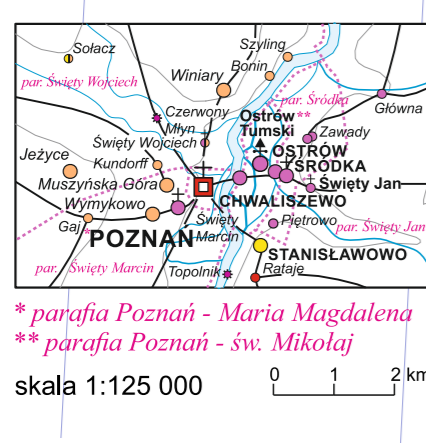 Sołacz
Szyling
Bonin
par. Święty Wojciech
Winiary
par. Śródka
Główna
Czerwony
Młyn
Ostrów **
Tumski
Zawady
Święty Wojciech
OSTRÓW
Jeżyce
Kundorff
ŚRÓDKA
Muszyńska Góra
Święty Jan
Wymykowo
CHWALISZEWO
Gaj
*
Święty
Marcin
Piętrowo
par. Święty Jan
POZNAŃ
STANISŁAWOWO
par. Święty Marcin
Topolnik
Rataje
* parafia Poznań - Maria Magdalena
** parafia Poznań - św. Mikołaj
skala 1:125 000
0 1 2 km